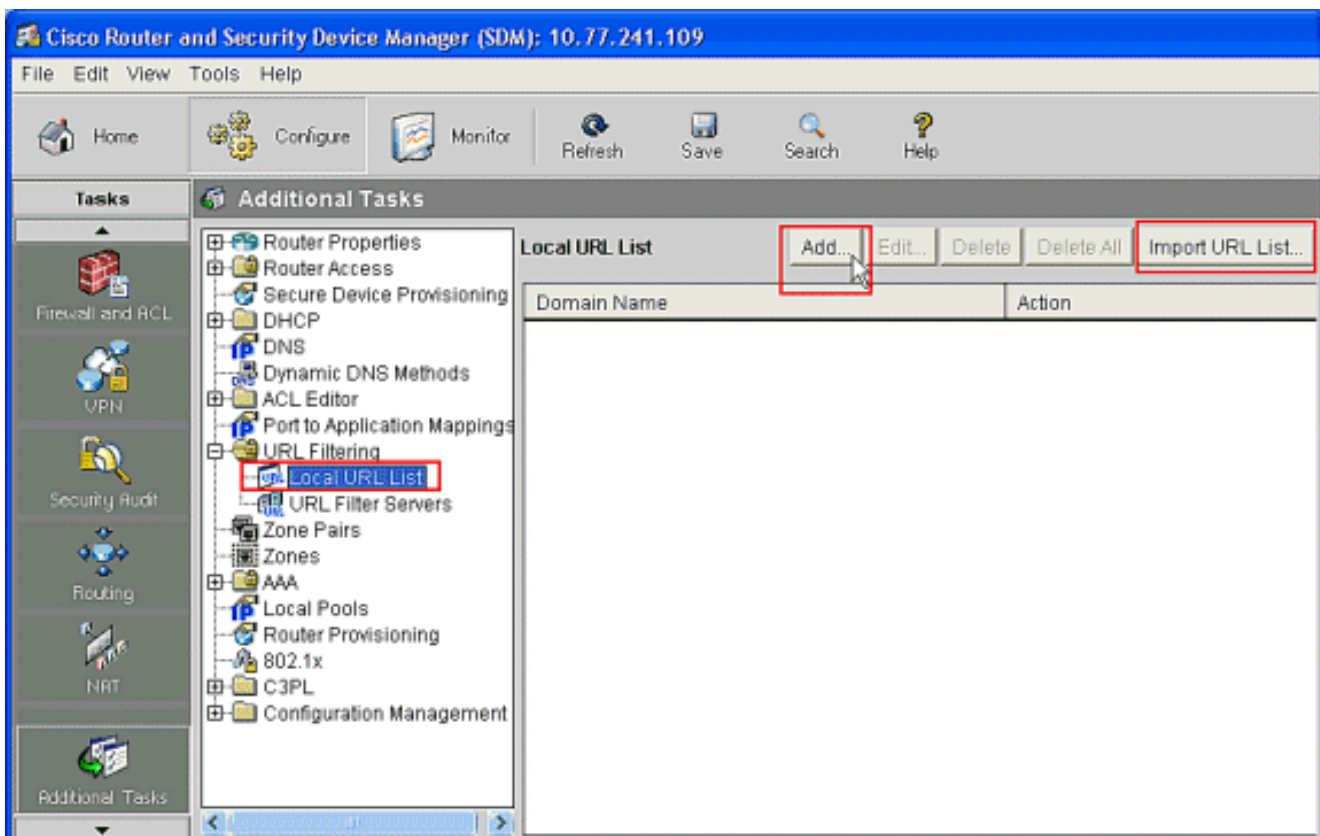 Cisco Router and Security Device Manager (SDM): 10.77.241.109
File Edit View Tools Help
Home Configure Monitor Refresh Save Search Help
Tasks
Additional Tasks
Firewall and ACL
VPN
Security Audit
Routing
NAT
Additional Tasks
Router Properties
Router Access
Secure Device Provisioning
DHCP
DNS
Dynamic DNS Methods
ACL Editor
Port to Application Mappings
URL Filtering
Local URL List
URL Filter Servers
Zone Pairs
Zones
AAA
Local Pools
Router Provisioning
802.1x
C3PL
Configuration Management
Local URL List Add... Edit... Delete Delete All Import URL List...
Domain Name Action